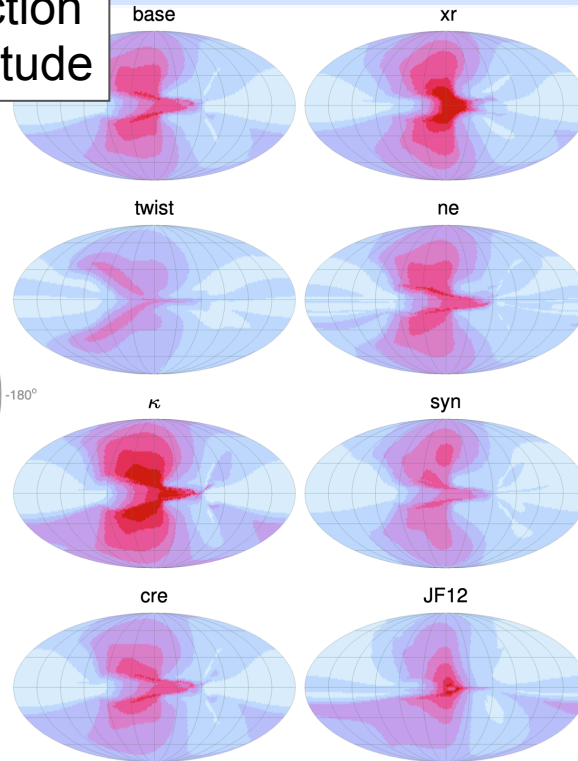 ction
tude
base
xr
twist
ne
-180°
κ
syn
cre
JF12